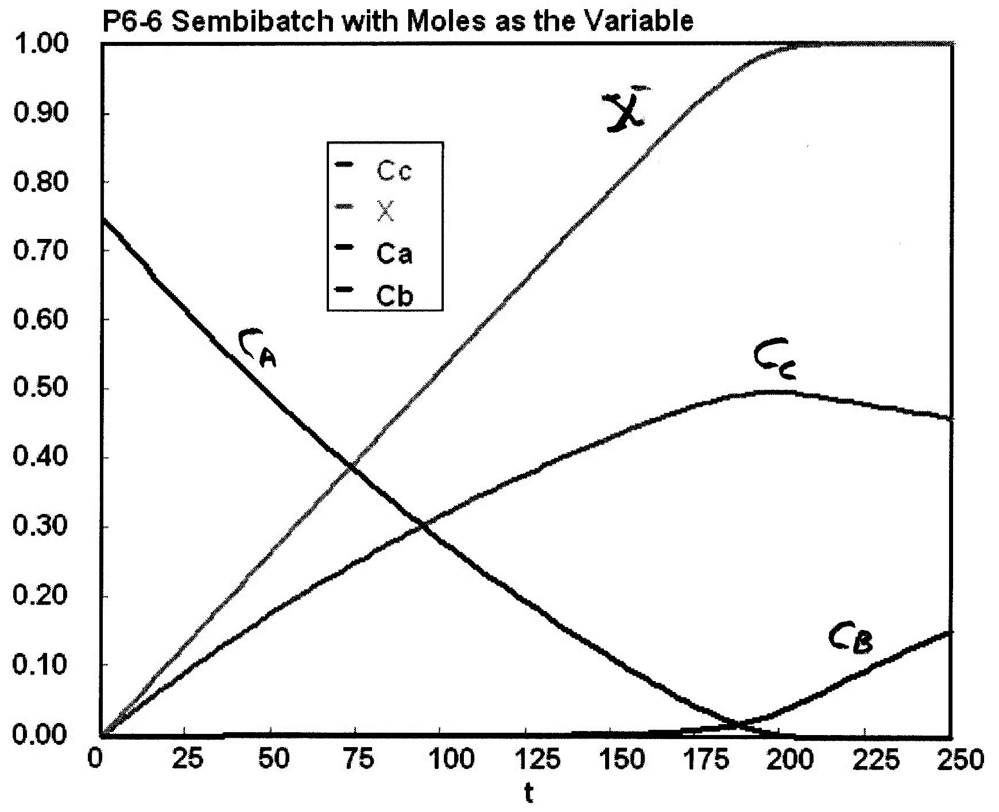 P6-6 Sembibatch with Moles as the Variable
1.00
0.90
0.80
0.70
0.60
0.50
0.40
0.30
0.20
0.10
0.00
X
Cc
X
Ca
Cb
CA
Cc
CB
0 25 50 75 100 125 150 175 200 225 250
t